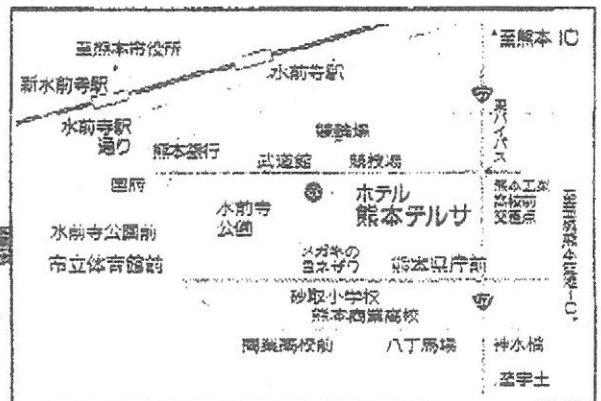 至熊本市役所
新水前寺駅
水前寺駅
至熊本IC
57
東バイパス
水前寺駅
通り
熊本銀行
競輪場
武道館
競技場
国府
水前寺
公園
ホテル
熊本テルサ
熊本工業
高校前
交差点
水前寺公園前
市立体育館前
メガネの
ヨネザワ
熊本県庁前
砂取小学校
熊本商業高校
57
商業高校前
八丁馬場
神水橋
至宇土